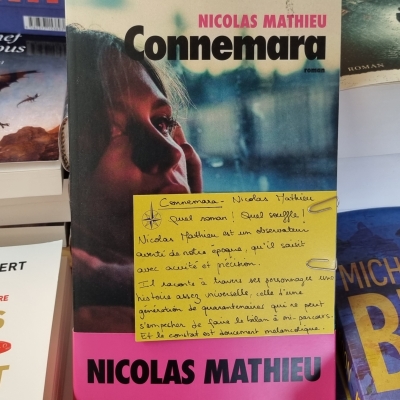 NICOLAS MATHIEU
Connemara
roman
Connemara - Nicolas Mathieu
Quel roman ! Quel souffle !
Nicolas Mathieu est un observateur
averti de notre époque, qu'il saisit
avec acuité et précision.
Il raconte à travers ses personnages une
histoire assez universelle, celle d'une
génération de quarantenaires qui ne peut
s'empêcher de faire le bilan à mi-parcours.
Et le constat est doucement mélancolique.
NICOLAS MATHIEU
ROMAN
BERT
RE
S
T
MICH
B